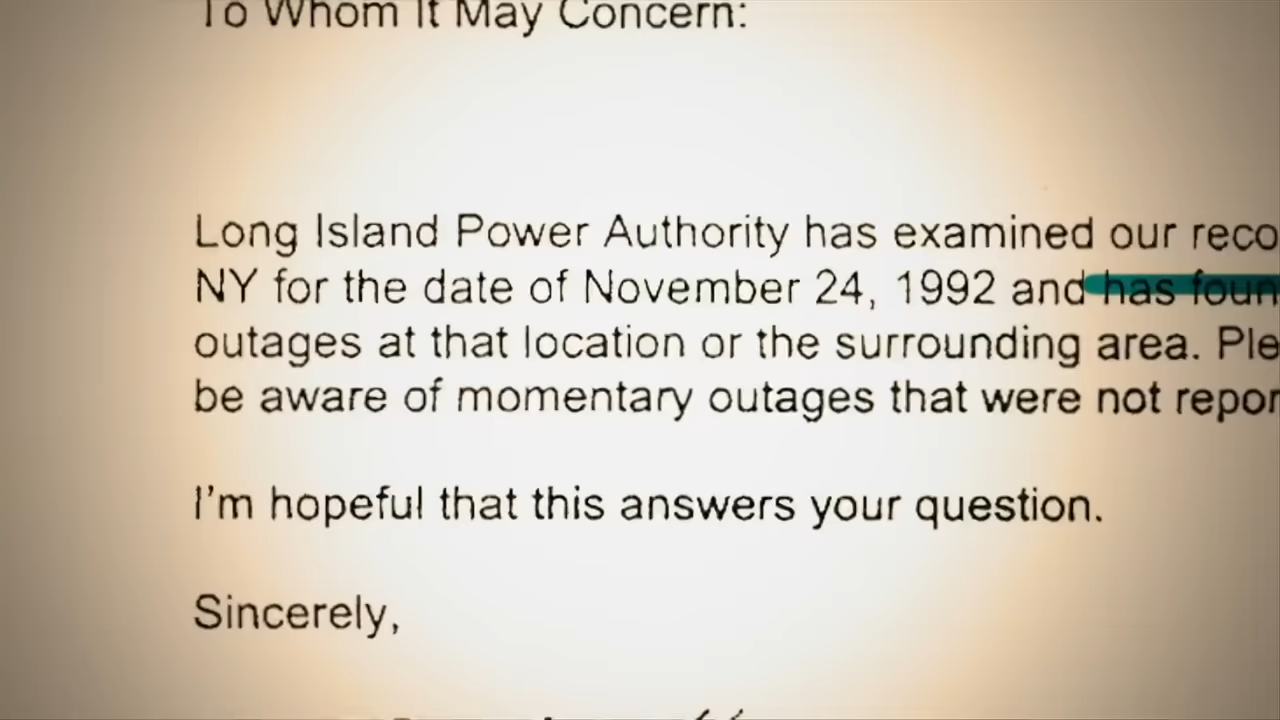 To Whom It May Concern:
Long Island Power Authority has examined our reco
NY for the date of November 24, 1992 and has foun
outages at that location or the surrounding area. Ple
be aware of momentary outages that were not repor
I'm hopeful that this answers your question.
Sincerely,